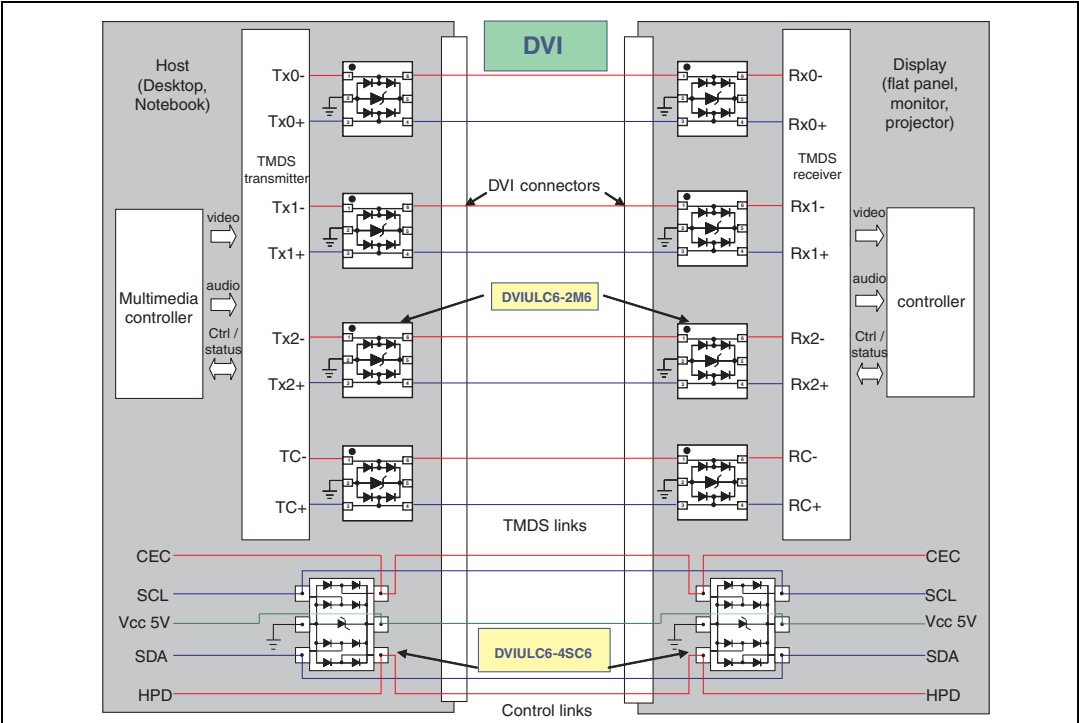 DVI
Host
(Desktop,
Notebook)
Display
(flat panel,
monitor,
projector)
Tx0-
Tx0+
Rx0-
Rx0+
TMDS
transmitter
TMDS
receiver
DVI connectors
Tx1-
Tx1+
Rx1-
Rx1+
video
audio
Ctrl /
status
Multimedia
controller
video
audio
Ctrl /
status
controller
DVIULC6-2M6
Tx2-
Tx2+
Rx2-
Rx2+
TC-
TC+
RC-
RC+
TMDS links
CEC
SCL
Vcc 5V
SDA
HPD
CEC
SCL
Vcc 5V
SDA
HPD
DVIULC6-4SC6
Control links